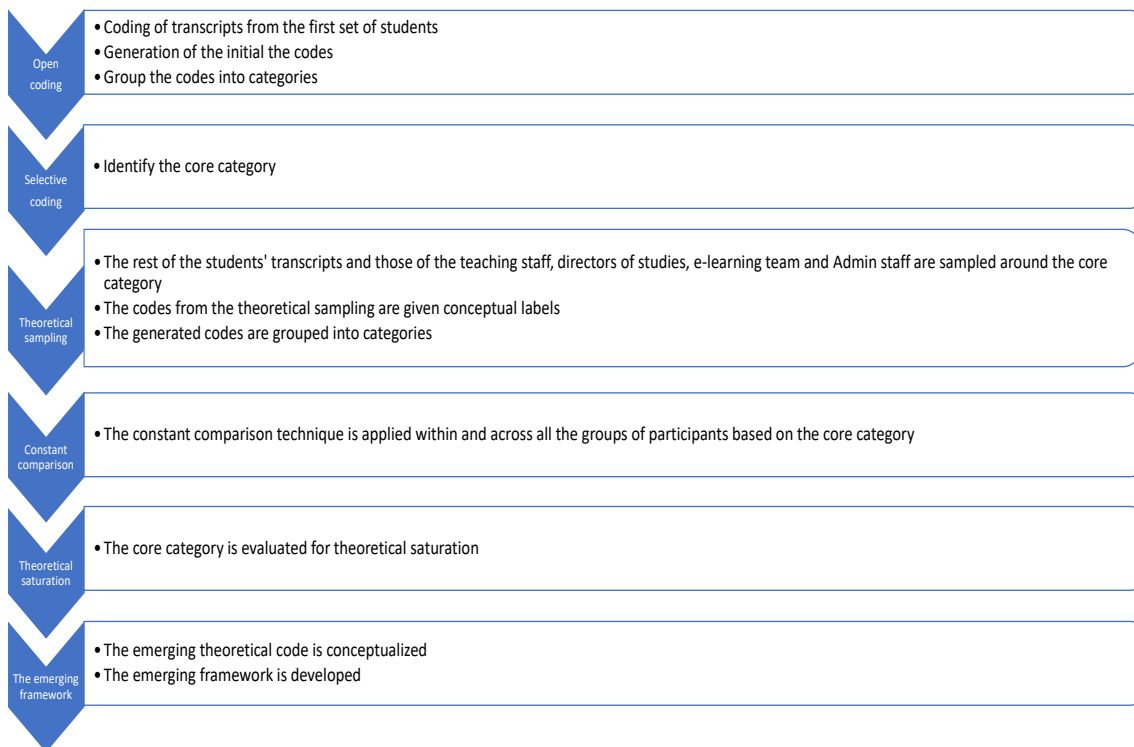 Open
coding
• Coding of transcripts from the first set of students
• Generation of the initial the codes
• Group the codes into categories
Selective
coding
• Identify the core category
Theoretical
sampling
• The rest of the students' transcripts and those of the teaching staff, directors of studies, e-learning team and Admin staff are sampled around the core
category
• The codes from the theoretical sampling are given conceptual labels
• The generated codes are grouped into categories
Constant
comparison
• The constant comparison technique is applied within and across all the groups of participants based on the core category
Theoretical
saturation
• The core category is evaluated for theoretical saturation
The emerging
framework
• The emerging theoretical code is conceptualized
• The emerging framework is developed